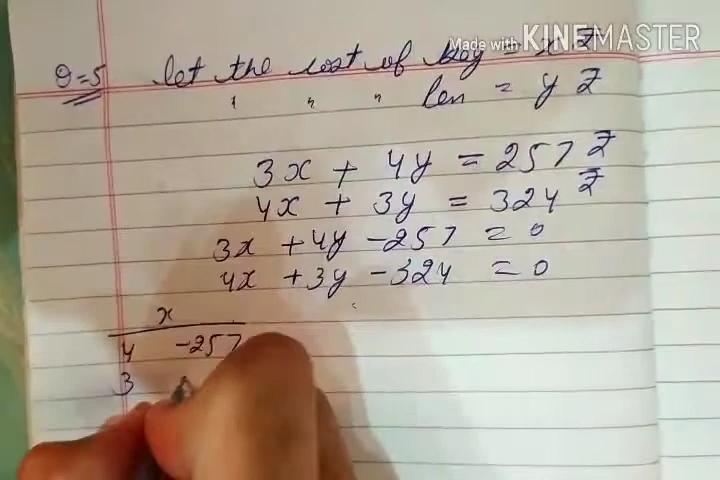 Made with KINEMASTER
Q=5 let the cost of = x ₹
" " " = y ₹
3x + 4y = 257 ₹
4x + 3y = 324 ₹
3x + 4y - 257 = 0
4x + 3y - 324 = 0
x
4 -257
3